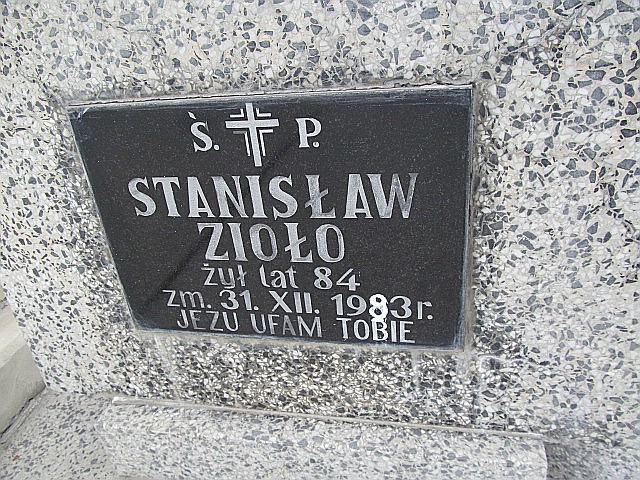 Ś. P.
STANISŁAW
ZIOŁO
żył lat 84
zm. 31. XII. 1983 r.
JEZU UFAM TOBIE